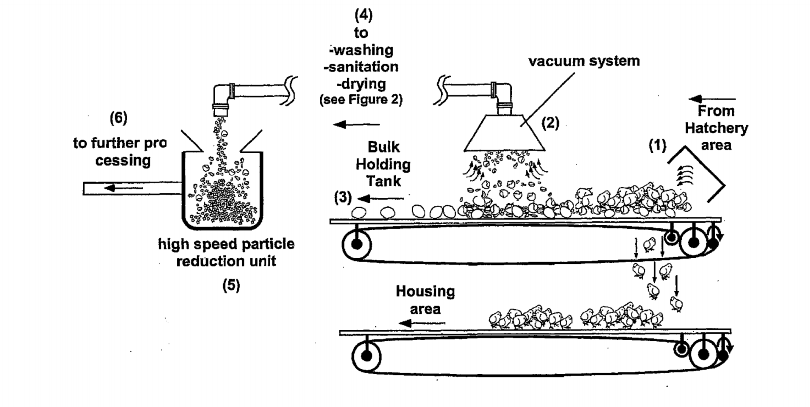 (4)
to
-washing
-sanitation
-drying
(see Figure 2)
vacuum system
(2)
From
Hatchery
area
(1)
(6)
to further pro
cessing
Bulk
Holding
Tank
(3)
high speed particle
reduction unit
(5)
Housing
area